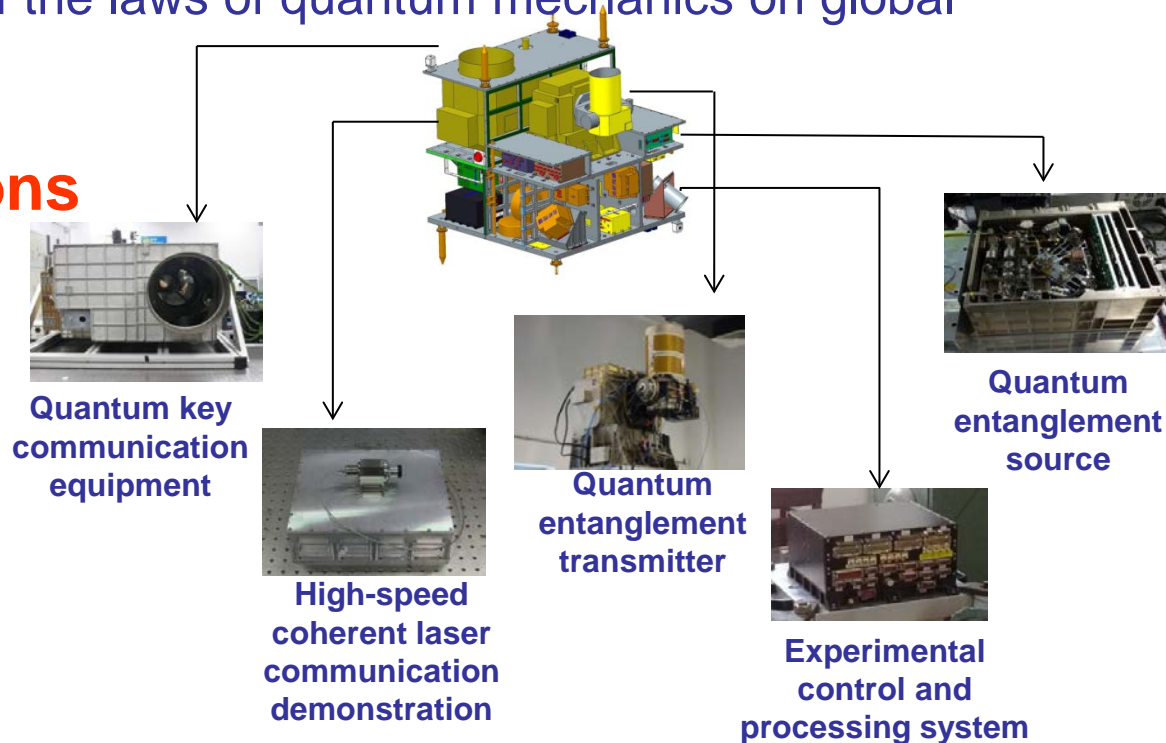 the laws of quantum mechanics on global
ons
Quantum key
communication
equipment
High-speed
coherent laser
communication
demonstration
Quantum
entanglement
transmitter
Experimental
control and
processing system
Quantum
entanglement
source